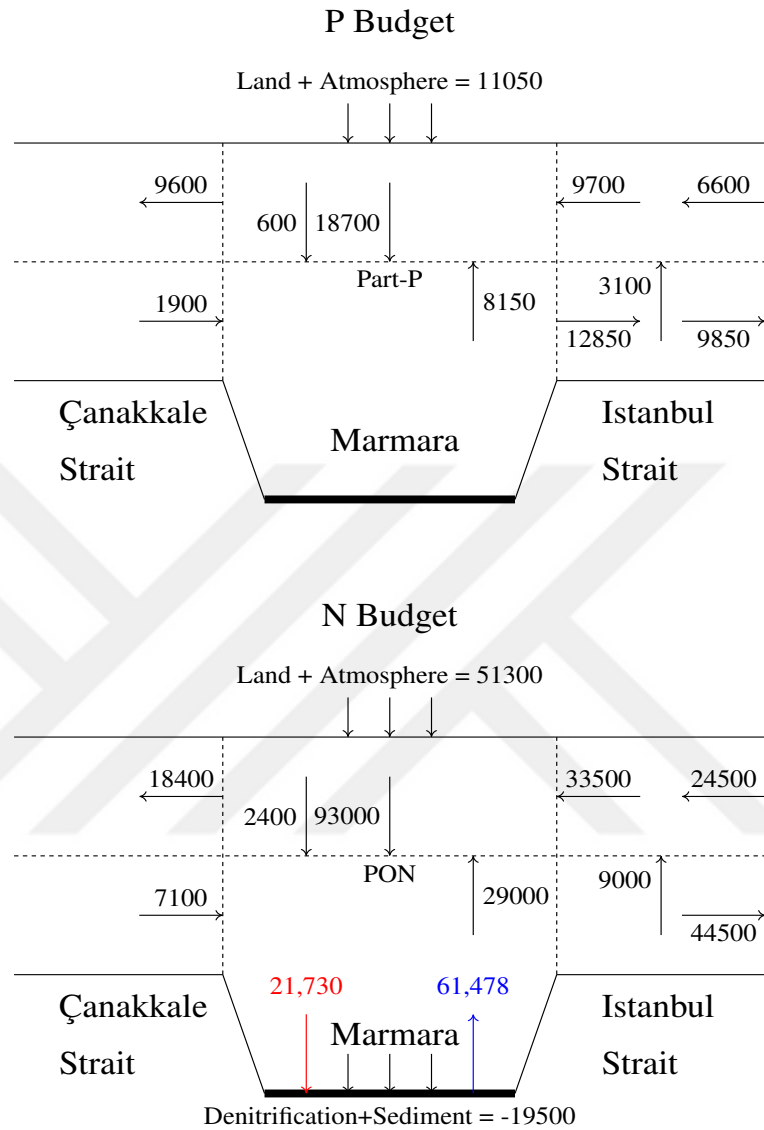 P Budget
Land + Atmosphere = 11050
9600
9700
6600
600
18700
Part-P
1900
8150
12850
3100
9850
Çanakkale
Strait
Marmara
Istanbul
Strait
N Budget
Land + Atmosphere = 51300
18400
33500
24500
2400
93000
PON
7100
29000
9000
44500
21,730
61,478
Çanakkale
Strait
Marmara
Istanbul
Strait
Denitrification+Sediment = -19500